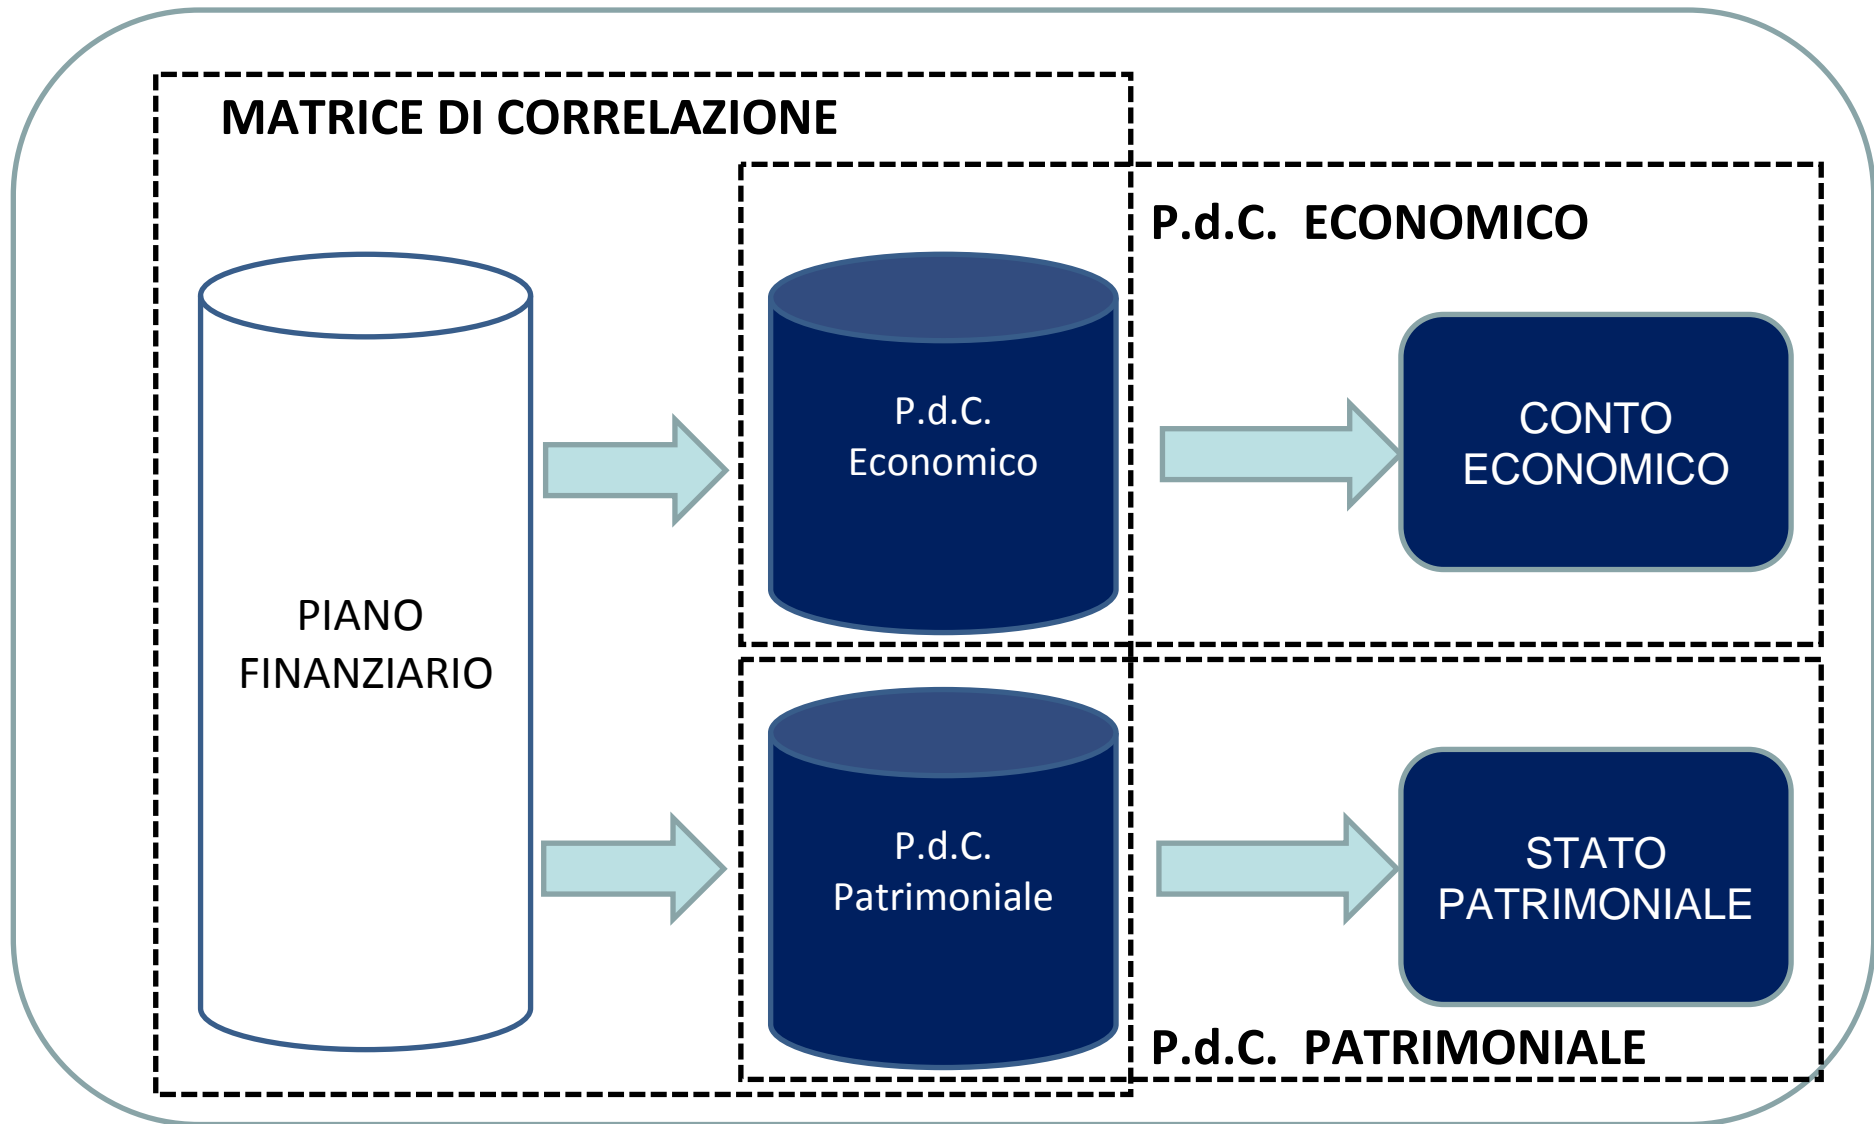 MATRICE DI CORRELAZIONE
P.d.C. ECONOMICO
PIANO
FINANZIARIO
P.d.C.
Economico
CONTO
ECONOMICO
P.d.C.
Patrimoniale
STATO
PATRIMONIALE
P.d.C. PATRIMONIALE